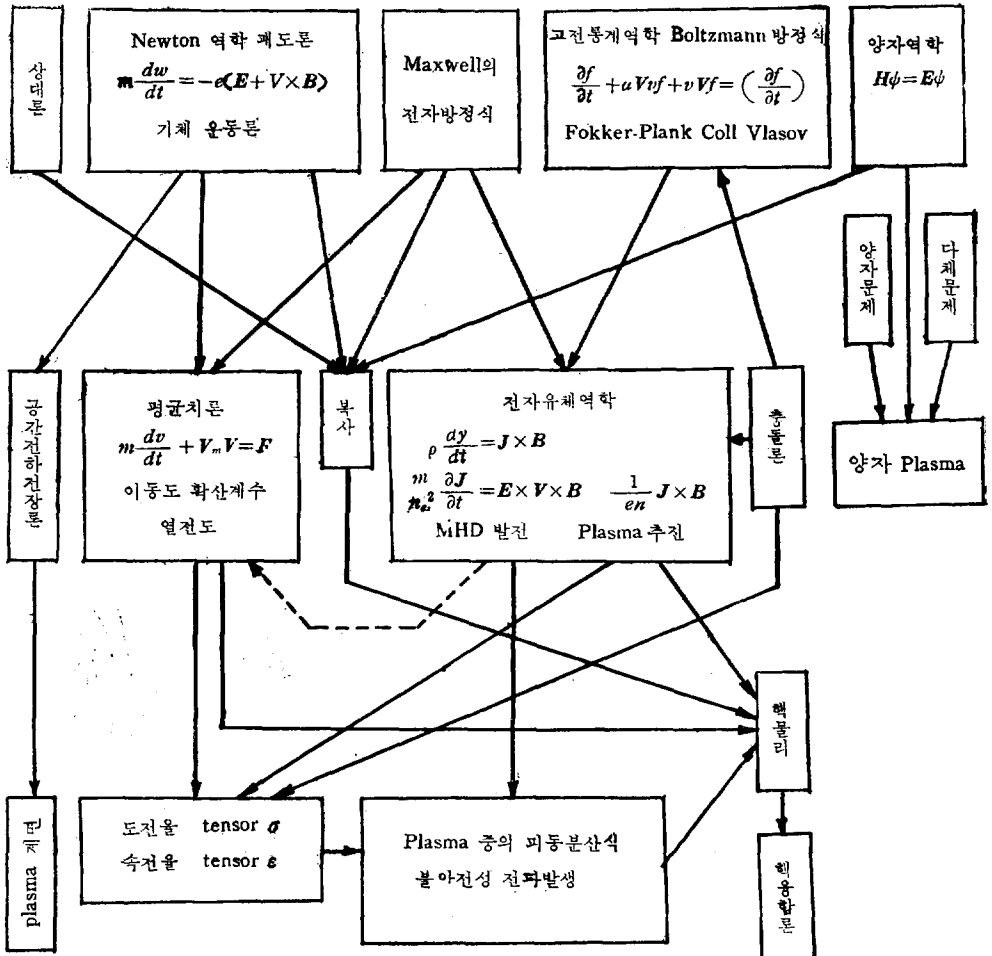 상대론
Newton 역학 궤도론
m dw/dt = -e(E+V×B)
기체 운동론
Maxwell의
전자방정식
고전통계역학 Boltzmann 방정식
∂f/∂t + a∇vf + v∇f = (∂f/∂t)
Fokker-Plank Coll Vlasov
양자역학
Hψ=Eψ
양자문제
다체문제
공간전하전장론
평균치론
m dv/dt + VmV=F
이동도 확산계수
열전도
복사
전자유체역학
ρ dy/dt = J×B
m/ne² ∂J/∂t = E×V×B 1/en J×B
MHD 발전 Plasma 추진
충돌론
양자 Plasma
핵물리
plasma
도전율 tensor σ
속전율 tensor ε
Plasma 중의 피동분산식
불아전성 전파발생
핵융합론